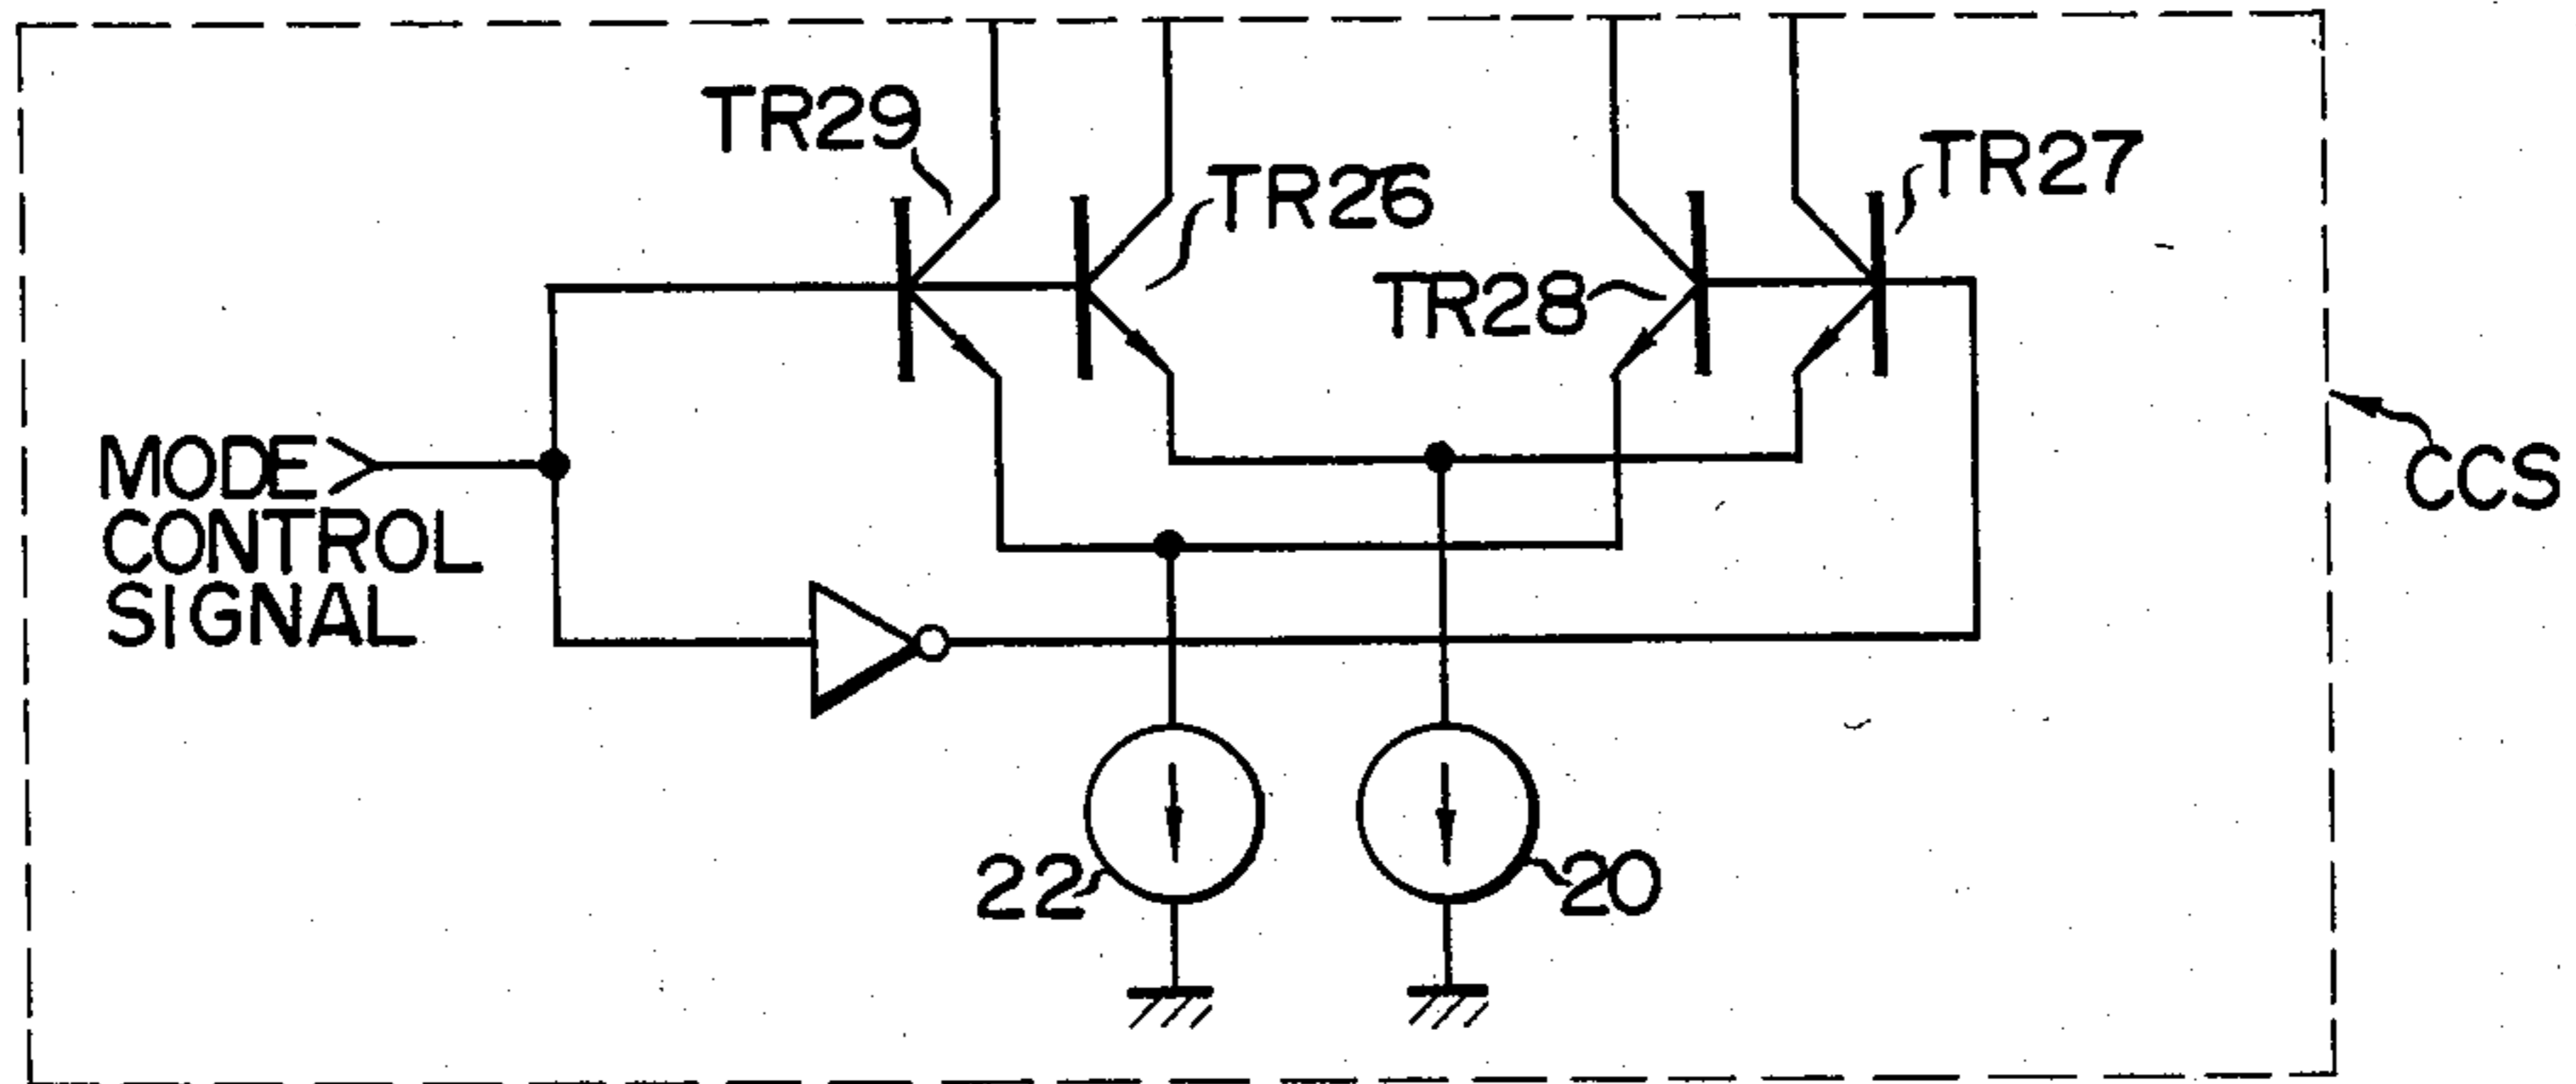 TR29
TR26
TR27
TR28
MODE
CONTROL
SIGNAL
CCS
22
20